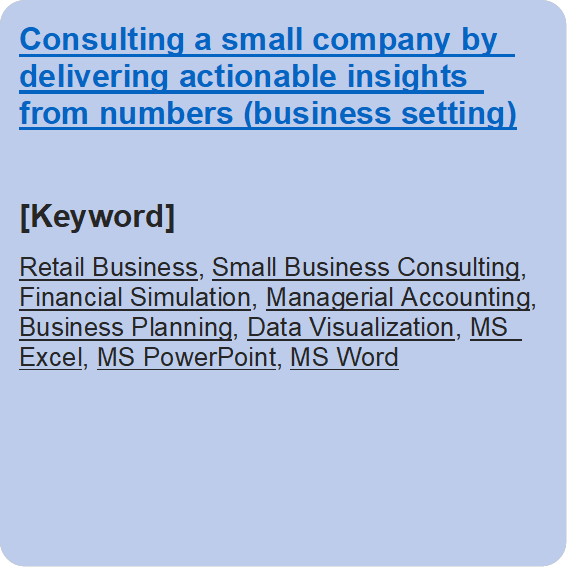 Consulting a small company by
delivering actionable insights
from numbers (business setting)
[Keyword]
Retail Business, Small Business Consulting,
Financial Simulation, Managerial Accounting,
Business Planning, Data Visualization, MS
Excel, MS PowerPoint, MS Word